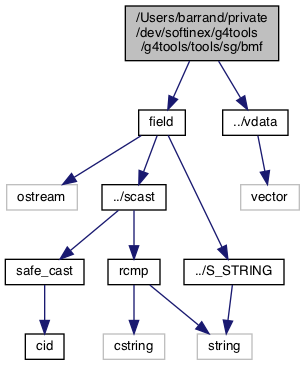 /Users/barrand/private
/dev/softinex/g4tools
/g4tools/tools/sg/bmf
field
../vdata
ostream
../scast
vector
safe_cast
rcmp
../S_STRING
cid
cstring
string